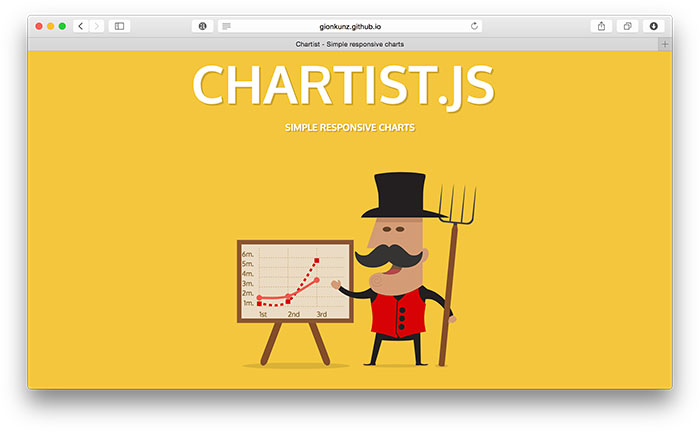 gionkunz.github.io
Chartist - Simple responsive charts
CHARTIST.JS
SIMPLE RESPONSIVE CHARTS
6m.
5m.
4m.
3m.
2m.
1m.
1st 2nd 3rd